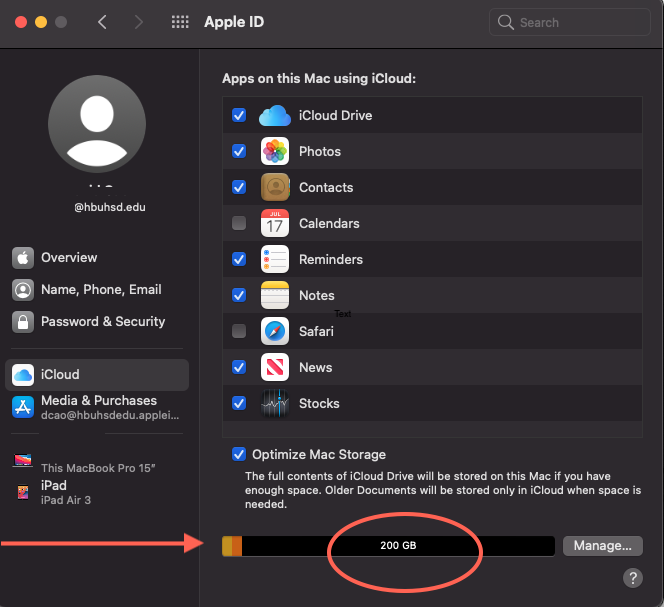 Apple ID
Search
@hbuhsd.edu
Overview
Name, Phone, Email
Password & Security
iCloud
Media & Purchases
dcao@hbuhsdedu.applei...
This MacBook Pro 15"
iPad
iPad Air 3
Apps on this Mac using iCloud:
iCloud Drive
Photos
Contacts
JUL
17
Calendars
Reminders
Notes
Text
Safari
News
Stocks
Optimize Mac Storage
The full contents of iCloud Drive will be stored on this Mac if you have
enough space. Older Documents will be stored only in iCloud when space is
needed.
200 GB
Manage...
?